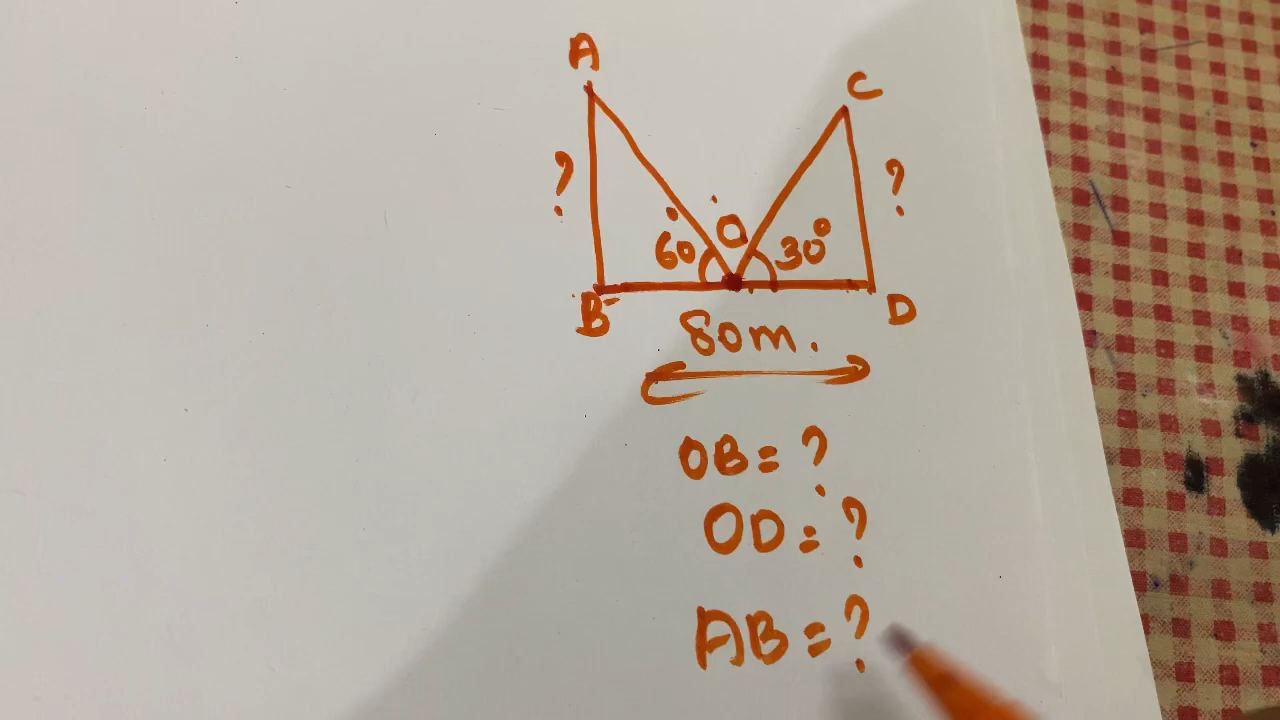 A
C
? ?
60° O 30°
B D
80m.
OB = ?
OD = ?
AB = ?